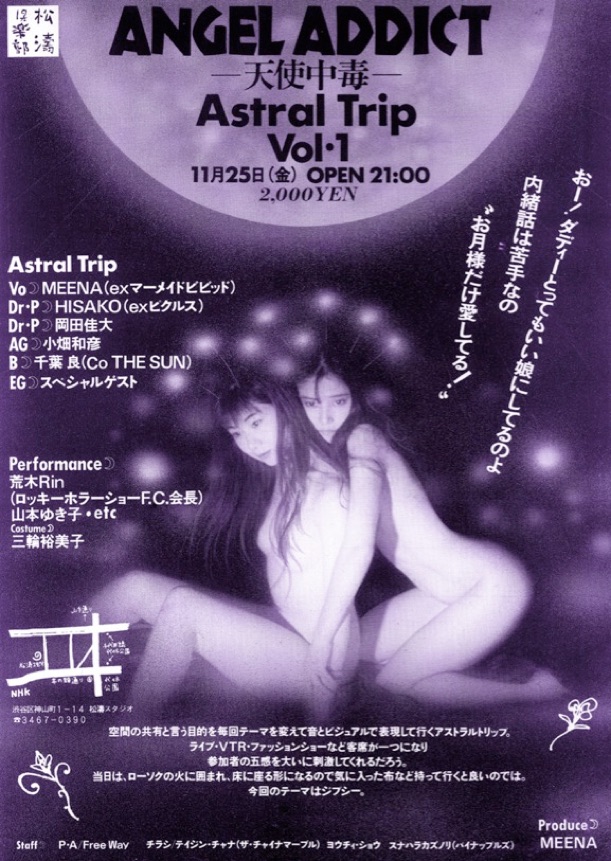 松濤
倶楽部
ANGEL ADDICT
—天使中毒—
Astral Trip
Vol・1
11月25日(金) OPEN 21:00
2,000YEN
おー！ダディーとってもいい娘にしてるのよ
内緒話は苦手なの
"お月様だけ愛してる！"
Astral Trip
Vo☽MEENA(exマーメイドビビッド)
Dr・P☽HISAKO(exピクルス)
Dr・P☽岡田佳大
AG☽小畑和彦
B☽千葉 良(Co THE SUN)
EG☽スペシャルゲスト
Performance☽
荒木Rin
(ロッキーホラーショーF.C.会長)
山本ゆき子・etc
Costume☽
三輪裕美子
NHK
公園
渋谷区神山町1－14 松濤スタジオ
☎3467-0390
空間の共有と言う目的を毎回テーマを変えて音とビジュアルで表現して行くアストラルトリップ。
ライブ・VTR・ファッションショーなど客席が一つになり
参加者の五感を大いに刺激してくれるだろう。
当日は、ローソクの火に囲まれ、床に座る形になるので気に入った布など持って行くと良いのでは。
今回のテーマはジプシー。
Produce☽
MEENA
Staff☽ P・A/Free Way チラシ/テイジン・チャナ(ザ・チャイナマーブル) ヨウチィ・ショウ スナハラカズノリ(パイナップルズ)